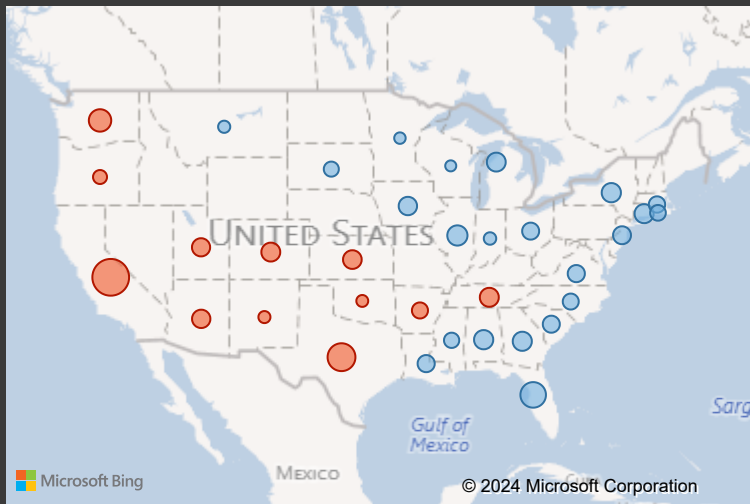 UNITED STATES
Sarg
Gulf of
Mexico
MEXICO
Microsoft Bing
© 2024 Microsoft Corporation